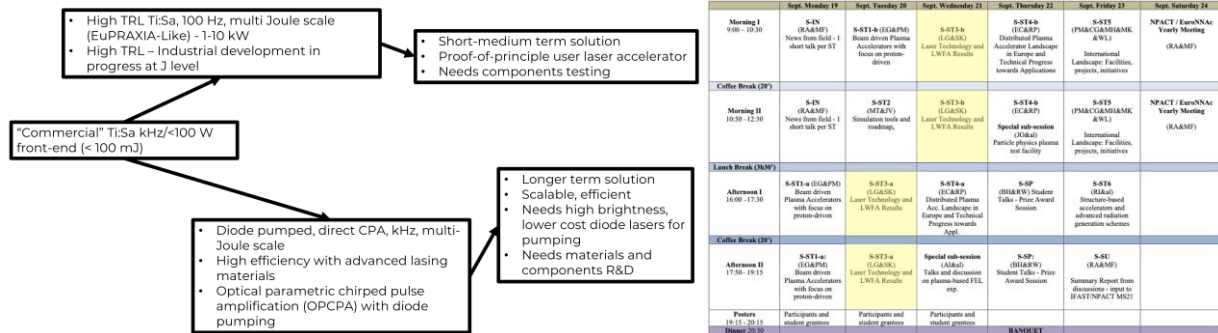 • High TRL Ti:Sa, 100 Hz, multi Joule scale
(EuPRAXIA-Like) - 1-10 kW
• High TRL – Industrial development in
progress at J level
• Short-medium term solution
• Proof-of-principle user laser accelerator
• Needs components testing
“Commercial” Ti:Sa kHz/<100 W
front-end (< 100 mJ)
• Diode pumped, direct CPA, kHz, multi-
Joule scale
• High efficiency with advanced lasing
materials
• Optical parametric chirped pulse
amplification (OPCPA) with diode
pumping
• Longer term solution
• Scalable, efficient
• Needs high brightness,
lower cost diode lasers for
pumping
• Needs materials and
components R&D
Sept. Monday 19 Sept. Tuesday 20 Sept. Wednesday 21 Sept. Thursday 22 Sept. Friday 23 Sept. Saturday 24
Morning I
9:00 – 10:30
S-IN
(RA&MF)
News from field - 1
short talk per ST
S-ST1-b (EG&PM)
Beam driven Plasma
Accelerators with
focus on proton-
driven
S-ST3-b
(LG&SK)
Laser Technology and
LWFA Results
S-ST4-b
(EC&RP)
Distributed Plasma
Accelerator Landscape
in Europe and
Technical Progress
towards Applications
S-ST5
(PM&CG&MH&MK
&WL)
International
Landscape: Facilities,
projects, initiatives
NPACT / EuroNNAc
Yearly Meeting
(RA&MF)
Coffee Break (20')
Morning II
10:50 –12:30
S-IN
(RA&MF)
News from field - 1
short talk per ST
S-ST2
(MT&JV)
Simulation tools and
roadmap,
S-ST3-b
(LG&SK)
Laser Technology and
LWFA Results
S-ST4-b
(EC&RP)
Special sub-session
(JO&al)
Particle physics plasma
test facility
S-ST5
(PM&CG&MH&MK
&WL)
International
Landscape: Facilities,
projects, initiatives
NPACT / EuroNNAc
Yearly Meeting
(RA&MF)
Lunch Break (3h30')
Afternoon I
16:00 –17:30
S-ST1-a (EG&PM)
Beam driven
Plasma Accelerators
with focus on
proton-driven
S-ST3-a
(LG&SK)
Laser Technology and
LWFA Results
S-ST4-a
(EC&RP)
Distributed Plasma
Acc. Landscape in
Europe and Technical
Progress towards
Appl.
S-SP
(BH&RW) Student
Talks - Prize Award
Session
S-ST6
(RI&al)
Structure-based
accelerators and
advanced radiation
generation schemes
Coffee Break (20')
Afternoon II
17:50– 19:15
S-ST1-a:
(EG&PM)
Beam driven
Plasma Accelerators
with focus on
proton-driven
S-ST3-a
(LG&SK)
Laser Technology and
LWFA Results
Special sub-session
(AI&al)
Talks and discussion
on plasma-based FEL
exp.
S-SP:
(BH&RW)
Student Talks - Prize
Award Session
S-SU
(RA&MF)
Summary Report from
discussions - input to
IFAST/NPACT MS21
Posters
19:15 - 20:15
Participants and
student grantees
Participants and
student grantees
Participants and
student grantees
Dinner 20:30
BANQUET